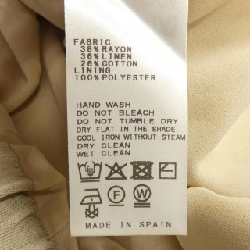 FABRIC
38% RAYON
36% LINEN
26% COTTON
LINING
100% POLYESTER
HAND WASH
DO NOT BLEACH
DO NOT TUMBLE DRY
DRY FLAT IN THE SHADE
COOL IRON WITHOUT STEAM
DRY CLEAN
WET CLEAN
F W
MADE IN SPAIN